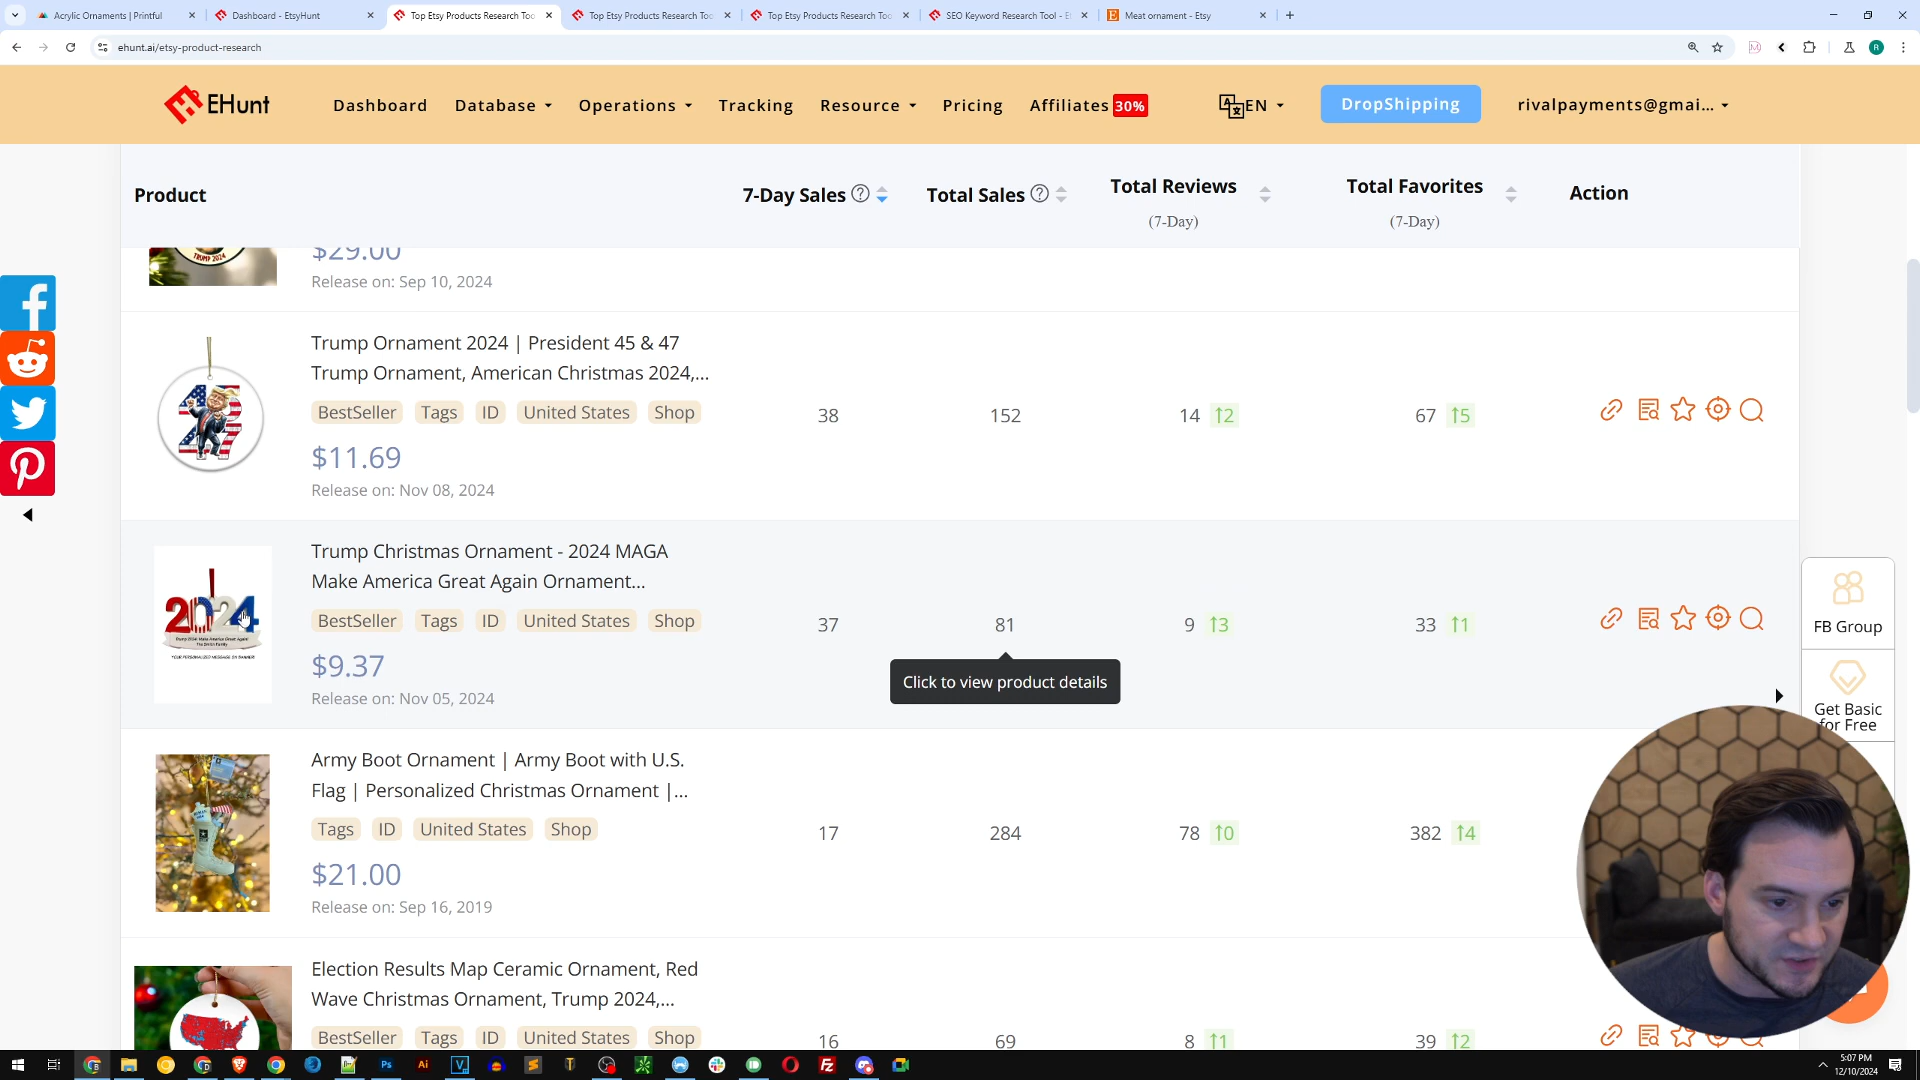 Acrylic Ornaments | Printful
Dashboard - EtsyHunt
Top Etsy Products Research Too
Top Etsy Products Research Too
Top Etsy Products Research Too
SEO Keyword Research Tool - E
Meat ornament - Etsy
ehunt.ai/etsy-product-research
R
EHunt
Dashboard
Database
Operations
Tracking
Resource
Pricing
Affiliates 30%
EN
DropShipping
rivalpayments@gmai...
Product
7-Day Sales
Total Sales
Total Reviews
(7-Day)
Total Favorites
(7-Day)
Action
TRUMP 2024
$29.00
Release on: Sep 10, 2024
Trump Ornament 2024 | President 45 & 47
Trump Ornament, American Christmas 2024,...
BestSeller Tags ID United States Shop
38 152 14 ↑2 67 ↑5
$11.69
Release on: Nov 08, 2024
2024
Trump Christmas Ornament - 2024 MAGA
Make America Great Again Ornament...
BestSeller Tags ID United States Shop
37 81 9 ↑3 33 ↑1
$9.37
Release on: Nov 05, 2024
Click to view product details
FB Group
Get Basic
for Free
Army Boot Ornament | Army Boot with U.S.
Flag | Personalized Christmas Ornament |...
Tags ID United States Shop
17 284 78 ↑0 382 ↑4
$21.00
Release on: Sep 16, 2019
Election Results Map Ceramic Ornament, Red
Wave Christmas Ornament, Trump 2024,...
BestSeller Tags ID United States Shop
16 69 8 ↑1 39 ↑2
5:07 PM
12/10/2024